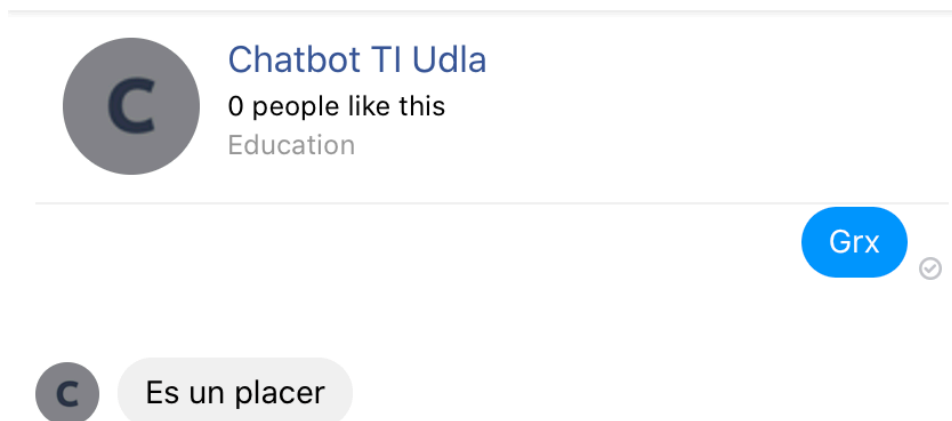 C
Chatbot TI Udla
0 people like this
Education
Grx
C
Es un placer